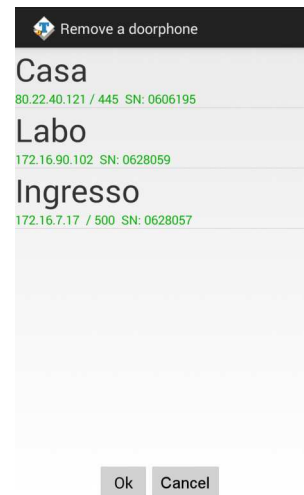 Remove a doorphone
Casa
80.22.40.121 / 445 SN: 0606195
Labo
172.16.90.102 SN: 0628059
Ingresso
172.16.7.17 / 500 SN: 0628057
Ok Cancel